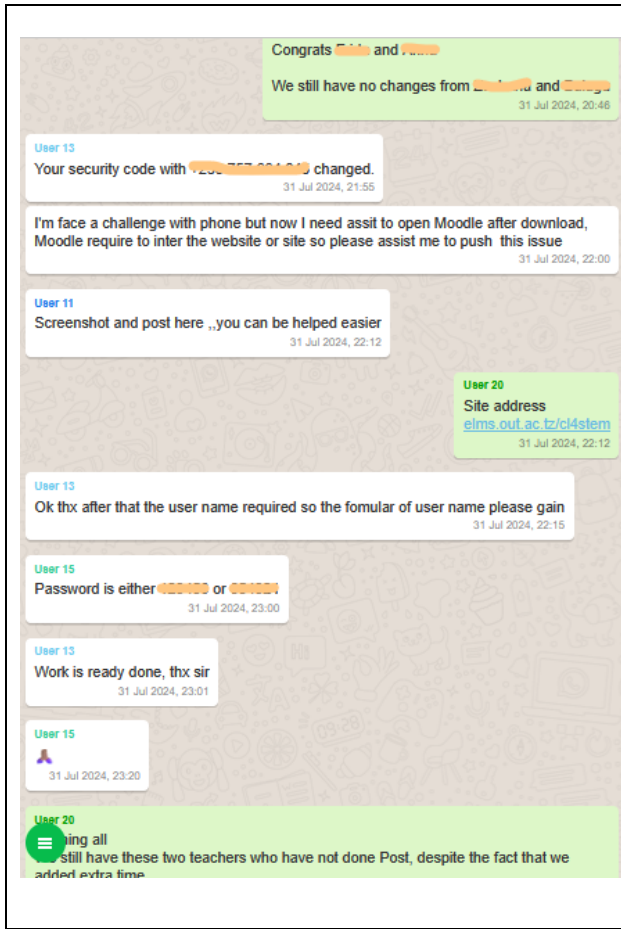 Congrats and
We still have no changes from and
31 Jul 2024, 20:46
User 13
Your security code with changed.
31 Jul 2024, 21:55
I'm face a challenge with phone but now I need assit to open Moodle after download,
Moodle require to inter the website or site so please assist me to push this issue
31 Jul 2024, 22:00
User 11
Screenshot and post here ,,you can be helped easier
31 Jul 2024, 22:12
User 20
Site address
elms.out.ac.tz/cl4stem
31 Jul 2024, 22:12
User 13
Ok thx after that the user name required so the fomular of user name please gain
31 Jul 2024, 22:15
User 15
Password is either or
31 Jul 2024, 23:00
User 13
Work is ready done, thx sir
31 Jul 2024, 23:01
User 15
31 Jul 2024, 23:20
User 20
all
still have these two teachers who have not done Post, despite the fact that we
added extra time